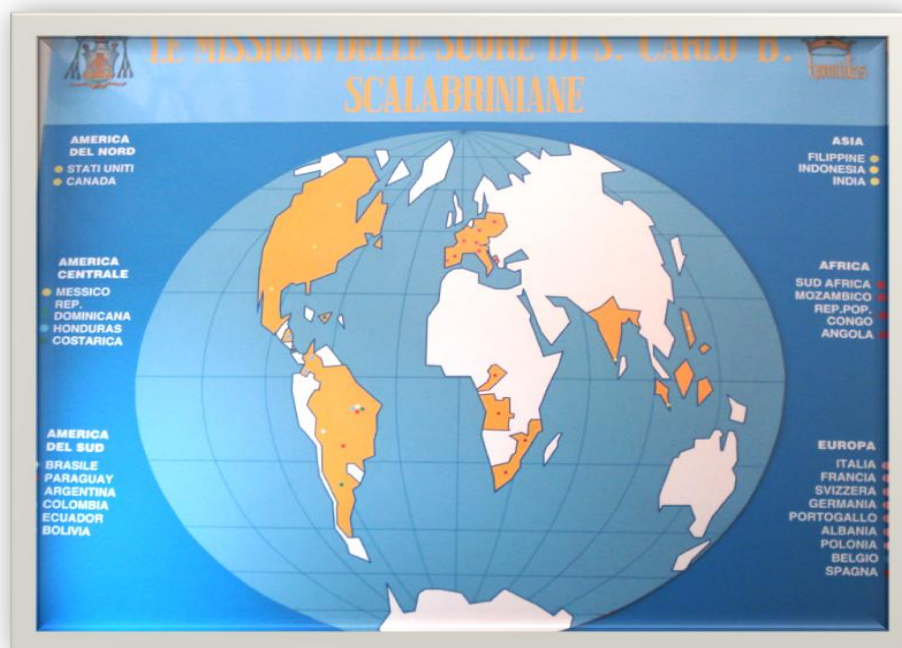 LE MISSIONI DELLE SUORE DI S. CARLO B.
SCALABRINIANE
AMERICA
DEL NORD
STATI UNITI
CANADA
AMERICA
CENTRALE
MESSICO
REP.
DOMINICANA
HONDURAS
COSTARICA
AMERICA
DEL SUD
BRASILE
PARAGUAY
ARGENTINA
COLOMBIA
ECUADOR
BOLIVIA
ASIA
FILIPPINE
INDONESIA
INDIA
AFRICA
SUD AFRICA
MOZAMBICO
REP.POP.
CONGO
ANGOLA
EUROPA
ITALIA
FRANCIA
SVIZZERA
GERMANIA
PORTOGALLO
ALBANIA
POLONIA
BELGIO
SPAGNA